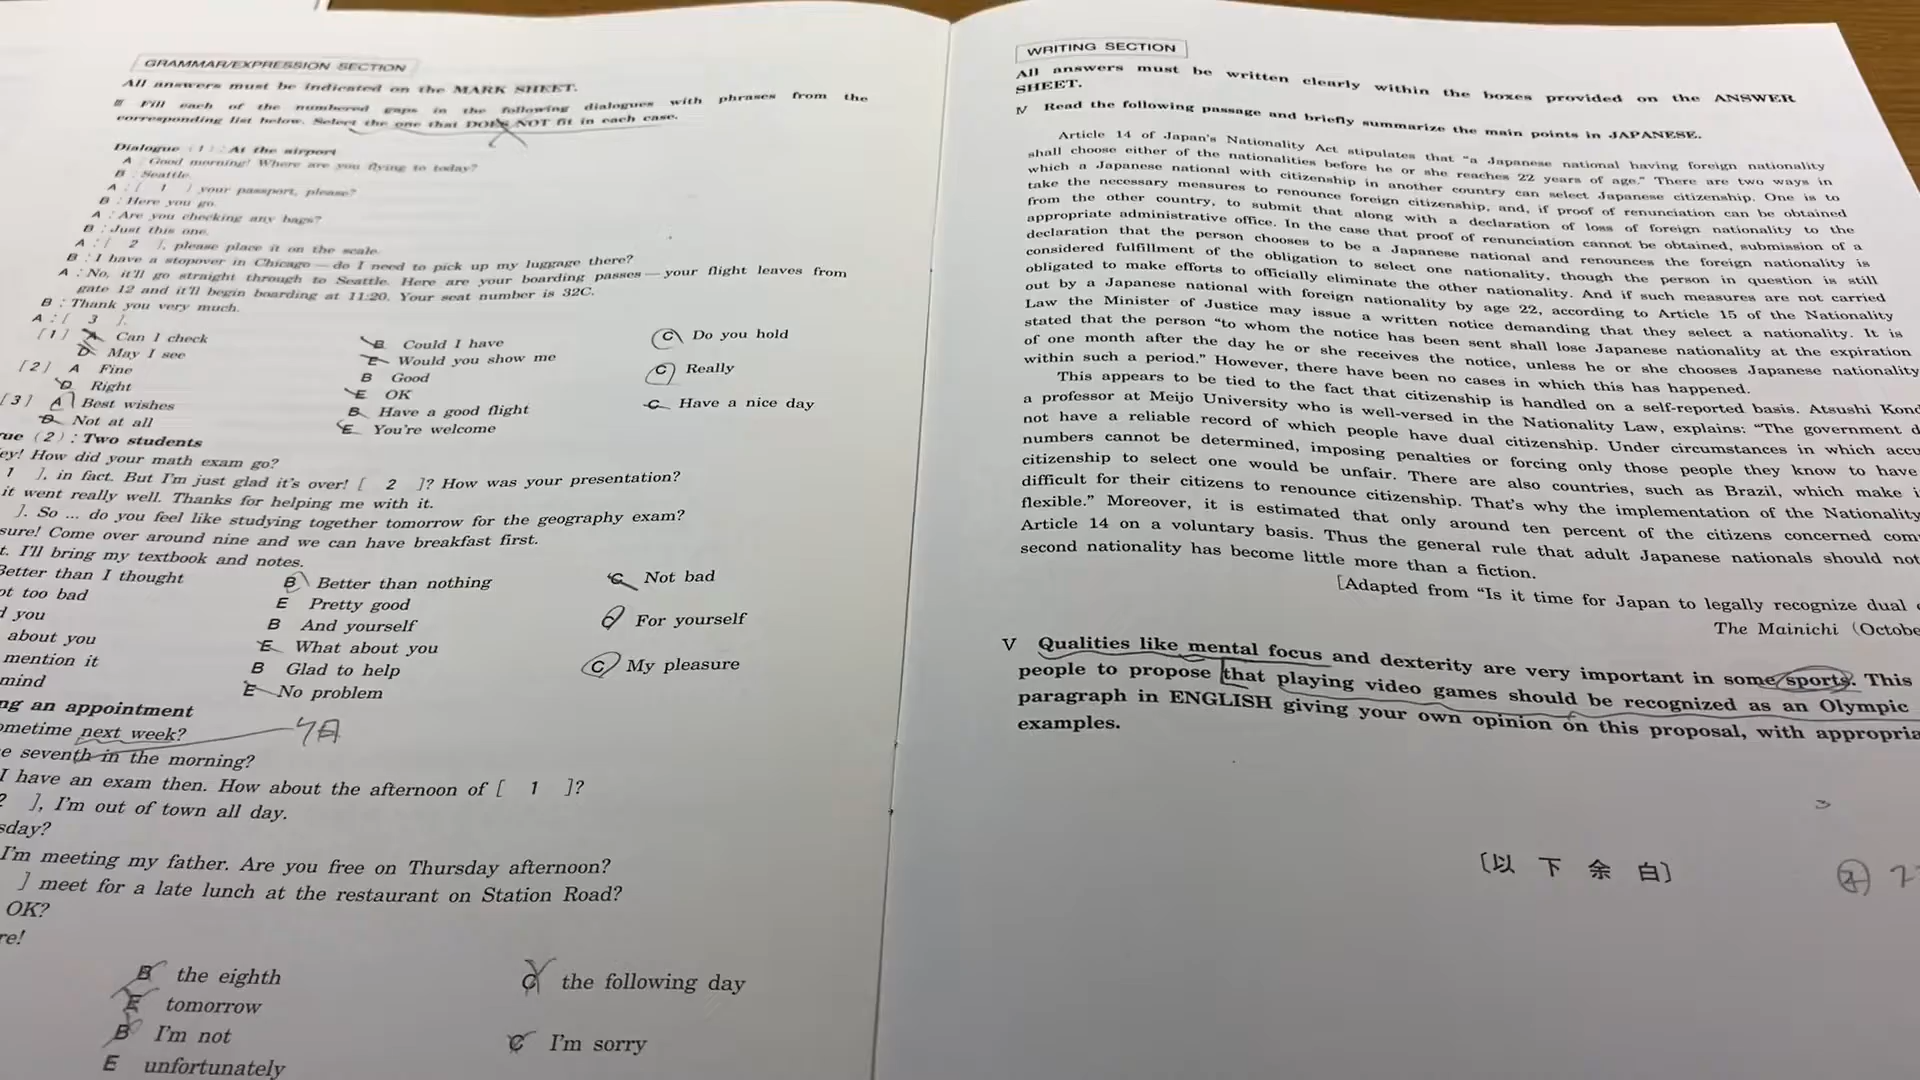 GRAMMAR/EXPRESSION SECTION
All answers must be indicated on the MARK SHEET.
Ⅲ Fill each of the numbered gaps in the following dialogues with phrases from the
corresponding list below. Select the one that DOES NOT fit in each case.
Dialogue (1) : At the airport
A : Good morning! Where are you flying to today?
B : Seattle.
A : [ 1 ] your passport, please?
B : Here you go.
A : Are you checking any bags?
B : Just this one.
A : [ 2 ], please place it on the scale.
B : I have a stopover in Chicago — do I need to pick up my luggage there?
A : No, it'll go straight through to Seattle. Here are your boarding passes — your flight leaves from
gate 12 and it'll begin boarding at 11:20. Your seat number is 32C.
B : Thank you very much.
A : [ 3 ].
[1] A Can I check B Could I have C Do you hold
D May I see E Would you show me
[2] A Fine B Good C Really
D Right E OK
[3] A Best wishes B Have a good flight C Have a nice day
D Not at all E You're welcome
ue (2) : Two students
ey! How did your math exam go?
1 ], in fact. But I'm just glad it's over! [ 2 ]? How was your presentation?
it went really well. Thanks for helping me with it.
]. So ... do you feel like studying together tomorrow for the geography exam?
sure! Come over around nine and we can have breakfast first.
t. I'll bring my textbook and notes.
Better than I thought B Better than nothing C Not bad
ot too bad E Pretty good
d you B And yourself C For yourself
about you E What about you
mention it B Glad to help C My pleasure
mind E No problem
ng an appointment
ometime next week?
e seventh in the morning?
I have an exam then. How about the afternoon of [ 1 ]?
2 ], I'm out of town all day.
sday?
I'm meeting my father. Are you free on Thursday afternoon?
] meet for a late lunch at the restaurant on Station Road?
OK?
re!
B the eighth C the following day
E tomorrow
B I'm not C I'm sorry
E unfortunately
WRITING SECTION
All answers must be written clearly within the boxes provided on the ANSWER
SHEET.
Ⅳ Read the following passage and briefly summarize the main points in JAPANESE.
Article 14 of Japan's Nationality Act stipulates that "a Japanese national having foreign nationality
shall choose either of the nationalities before he or she reaches 22 years of age." There are two ways in
which a Japanese national with citizenship in another country can select Japanese citizenship. One is to
take the necessary measures to renounce foreign citizenship, and, if proof of renunciation can be obtained
from the other country, to submit that along with a declaration of loss of foreign nationality to the
appropriate administrative office. In the case that proof of renunciation cannot be obtained, submission of a
declaration that the person chooses to be a Japanese national and renounces the foreign nationality is
considered fulfillment of the obligation to select one nationality, though the person in question is still
obligated to make efforts to officially eliminate the other nationality. And if such measures are not carried
out by a Japanese national with foreign nationality by age 22, according to Article 15 of the Nationality
Law the Minister of Justice may issue a written notice demanding that they select a nationality. It is
stated that the person "to whom the notice has been sent shall lose Japanese nationality at the expiration
of one month after the day he or she receives the notice, unless he or she chooses Japanese nationality
within such a period." However, there have been no cases in which this has happened.
This appears to be tied to the fact that citizenship is handled on a self-reported basis. Atsushi Kond
a professor at Meijo University who is well-versed in the Nationality Law, explains: "The government d
not have a reliable record of which people have dual citizenship. Under circumstances in which accu
numbers cannot be determined, imposing penalties or forcing only those people they know to have
citizenship to select one would be unfair. There are also countries, such as Brazil, which make i
difficult for their citizens to renounce citizenship. That's why the implementation of the Nationality
flexible." Moreover, it is estimated that only around ten percent of the citizens concerned com
Article 14 on a voluntary basis. Thus the general rule that adult Japanese nationals should not
second nationality has become little more than a fiction.
[Adapted from "Is it time for Japan to legally recognize dual
The Mainichi (Octobe
Ⅴ Qualities like mental focus and dexterity are very important in some sports. This
people to propose that playing video games should be recognized as an Olympic
paragraph in ENGLISH giving your own opinion on this proposal, with appropria
examples.
〔以 下 余 白〕